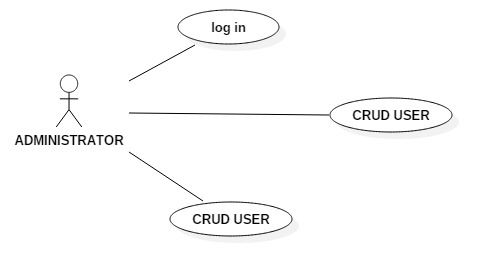 log in
CRUD USER
ADMINISTRATOR
CRUD USER